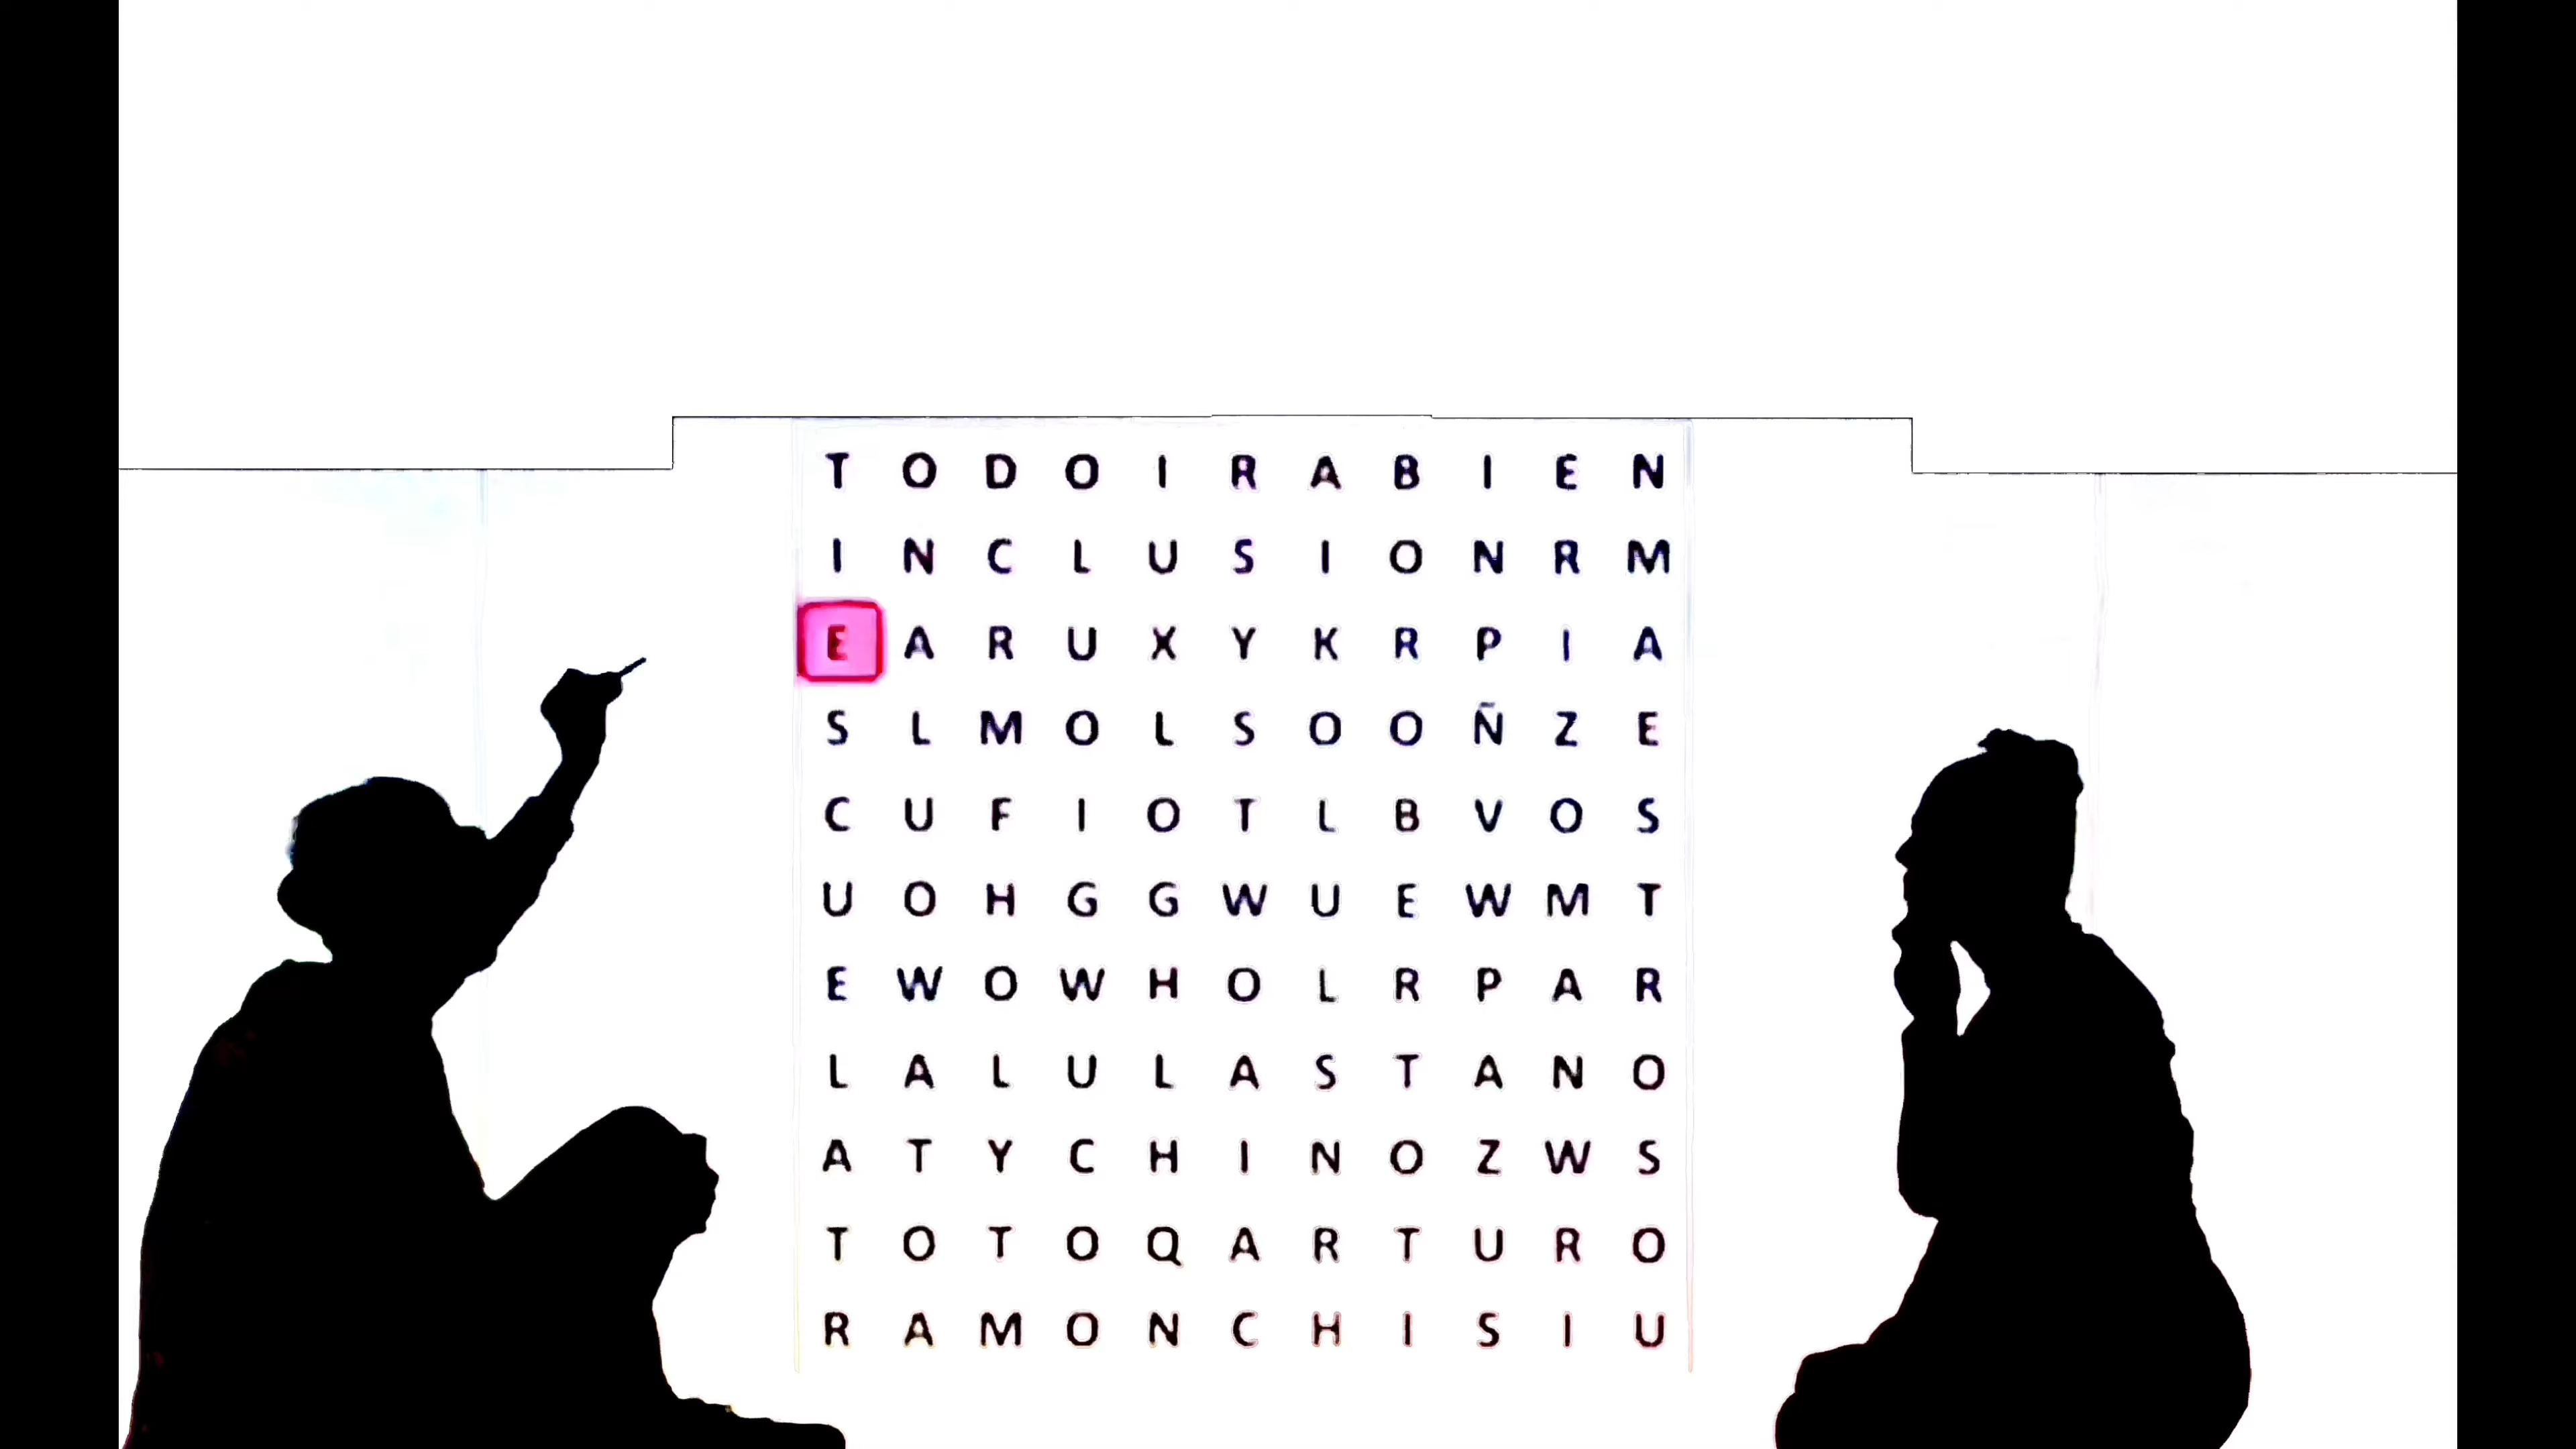 T O D O I R A B I E N
I N C L U S I O N R M
E A R U X Y K R P I A
S L M O L S O O Ñ Z E
C U F I O T L B V O S
U O H G G W U E W M T
E W O W H O L R P A R
L A L U L A S T A N O
A T Y C H I N O Z W S
T O T O Q A R T U R O
R A M O N C H I S I U